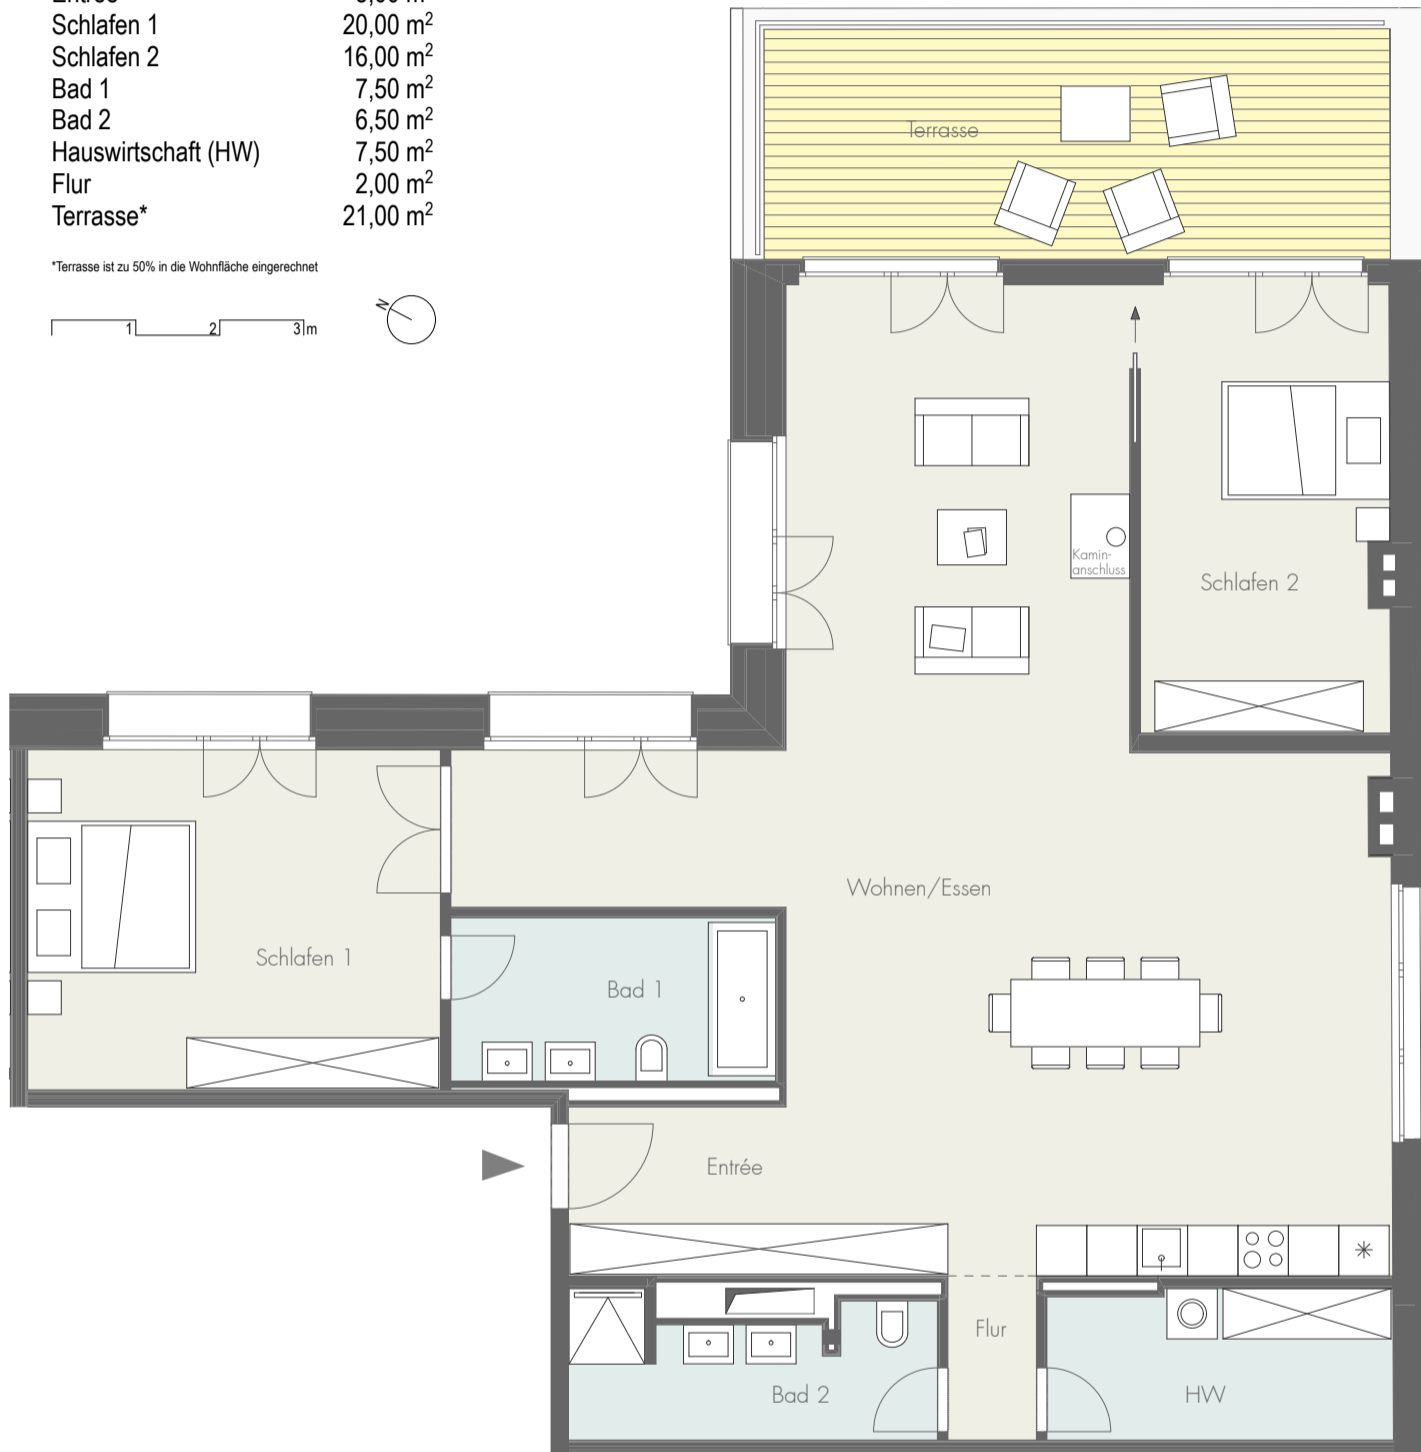 Schlafen 1 20,00 m²
Schlafen 2 16,00 m²
Bad 1 7,50 m²
Bad 2 6,50 m²
Hauswirtschaft (HW) 7,50 m²
Flur 2,00 m²
Terrasse* 21,00 m²
*Terrasse ist zu 50% in die Wohnfläche eingerechnet
1 2 3 m
N
Terrasse
Kamin-
anschluss
Schlafen 2
Wohnen/Essen
Schlafen 1
Bad 1
Entrée
Flur
Bad 2
HW